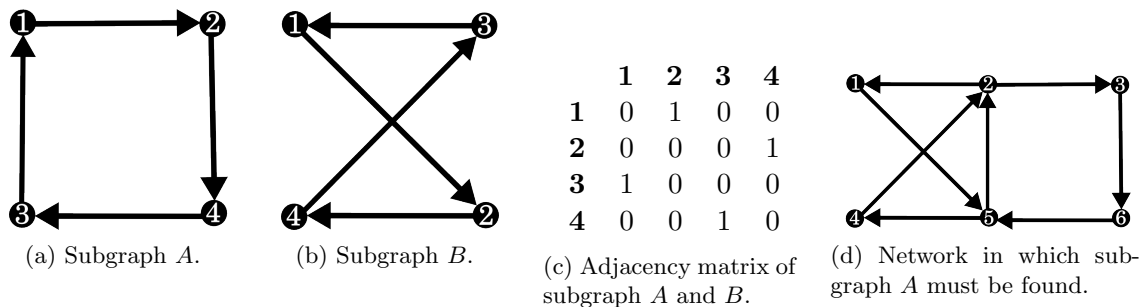 1 2
3 4
(a) Subgraph A.
1 3
4 2
(b) Subgraph B.
1 2 3 4
1 0 1 0 0
2 0 0 0 1
3 1 0 0 0
4 0 0 1 0
(c) Adjacency matrix of
subgraph A and B.
1 2 3
4 5 6
(d) Network in which sub-
graph A must be found.